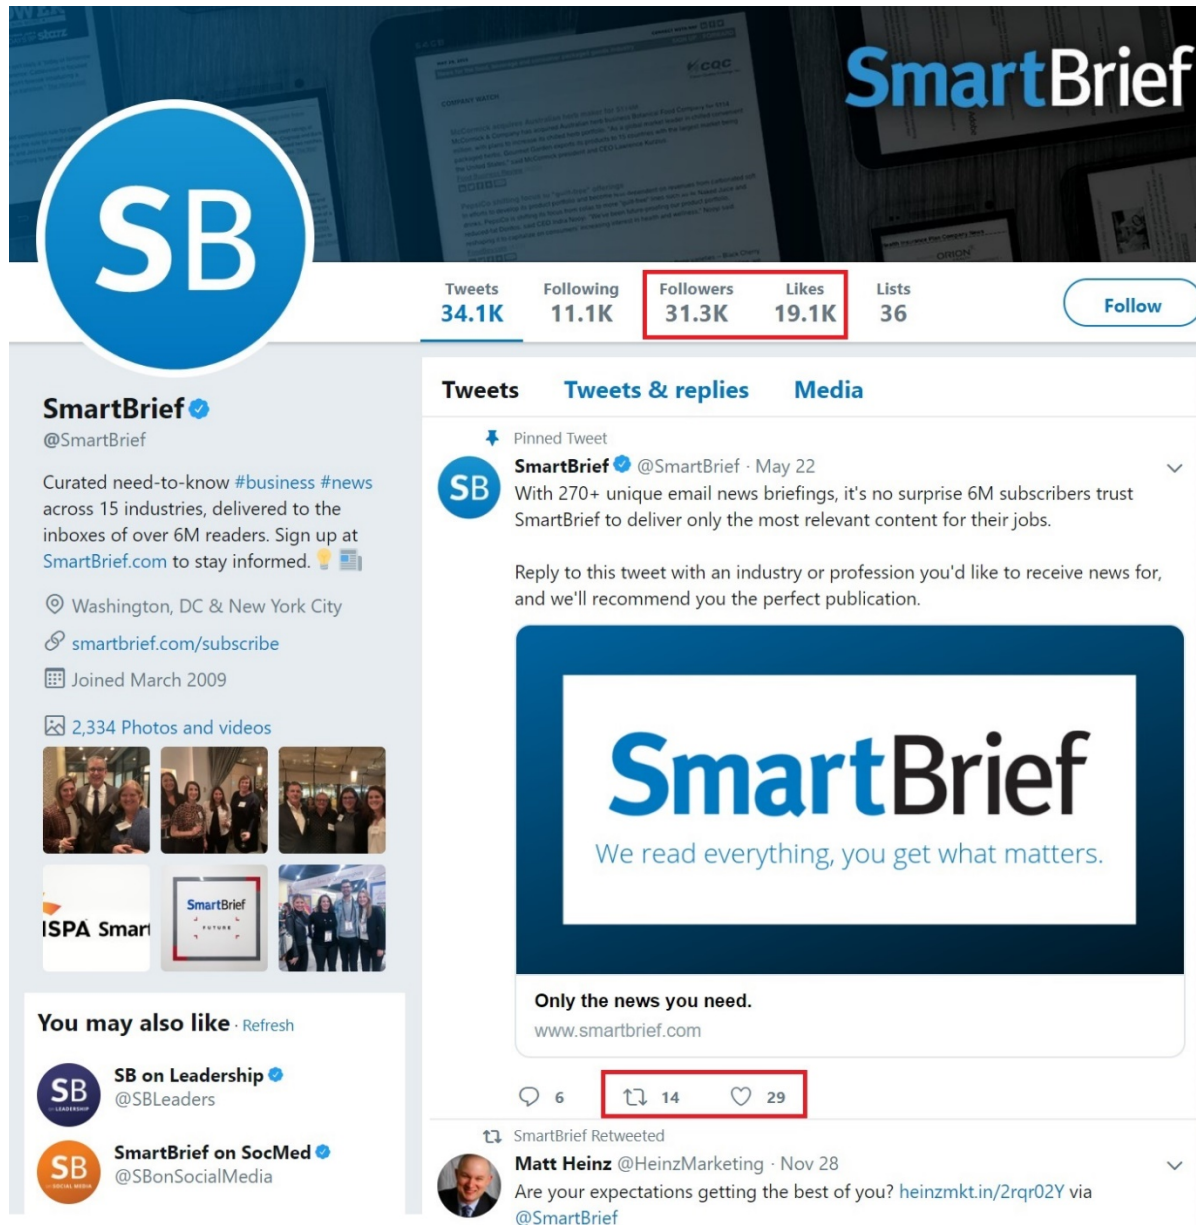 SmartBrief
COMPANY WATCH
CQC
ORION
SB
Tweets
34.1K
Following
11.1K
Followers
31.3K
Likes
19.1K
Lists
36
Follow
SmartBrief
@SmartBrief
Curated need-to-know #business #news
across 15 industries, delivered to the
inboxes of over 6M readers. Sign up at
SmartBrief.com to stay informed.
Washington, DC & New York City
smartbrief.com/subscribe
Joined March 2009
2,334 Photos and videos
ISPA Smart
SmartBrief
FUTURE
You may also like · Refresh
SB
SB on Leadership
@SBLeaders
SB
SmartBrief on SocMed
@SBonSocialMedia
Tweets Tweets & replies Media
Pinned Tweet
SB
SmartBrief @SmartBrief · May 22
With 270+ unique email news briefings, it's no surprise 6M subscribers trust
SmartBrief to deliver only the most relevant content for their jobs.
Reply to this tweet with an industry or profession you'd like to receive news for,
and we'll recommend you the perfect publication.
SmartBrief
We read everything, you get what matters.
Only the news you need.
www.smartbrief.com
6 14 29
SmartBrief Retweeted
Matt Heinz @HeinzMarketing · Nov 28
Are your expectations getting the best of you? heinzmkt.in/2rqr02Y via
@SmartBrief